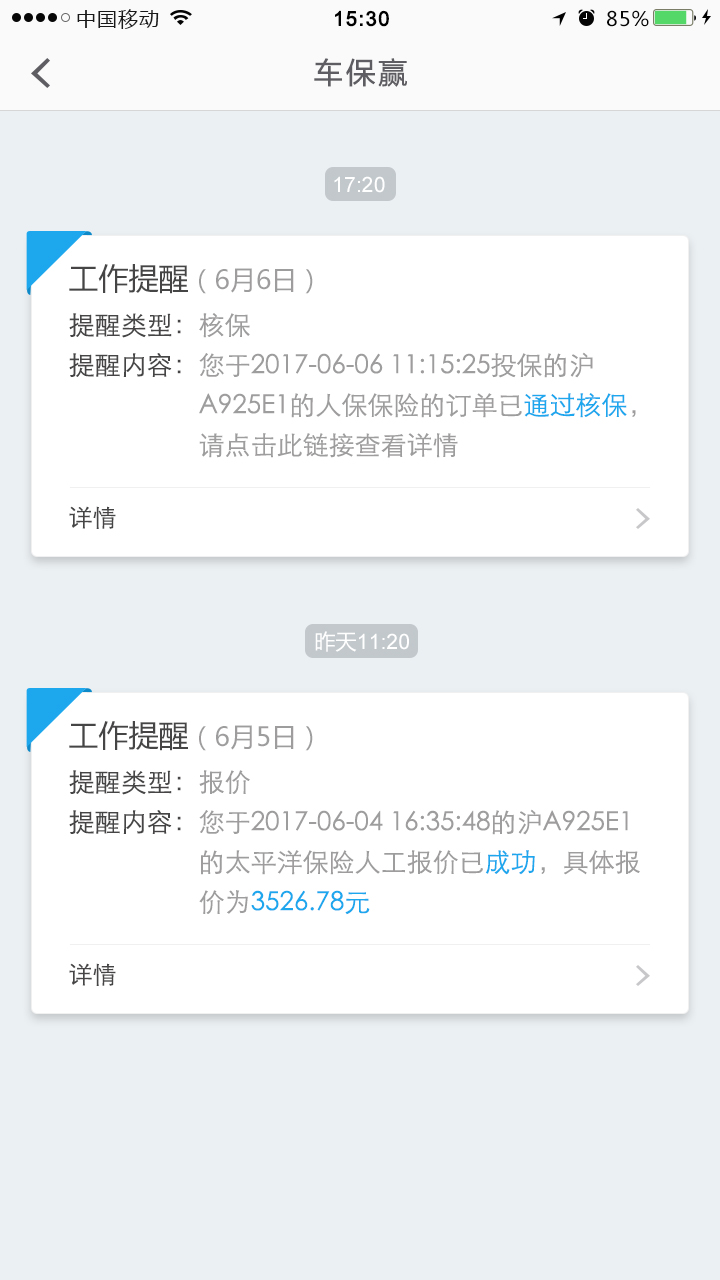 中国移动 15:30 85%
车保赢
17:20
工作提醒（6月6日）
提醒类型：核保
提醒内容：您于2017-06-06 11:15:25投保的沪
A925E1的人保保险的订单已通过核保，
请点击此链接查看详情
详情
昨天11:20
工作提醒（6月5日）
提醒类型：报价
提醒内容：您于2017-06-04 16:35:48的沪A925E1
的太平洋保险人工报价已成功，具体报
价为3526.78元
详情